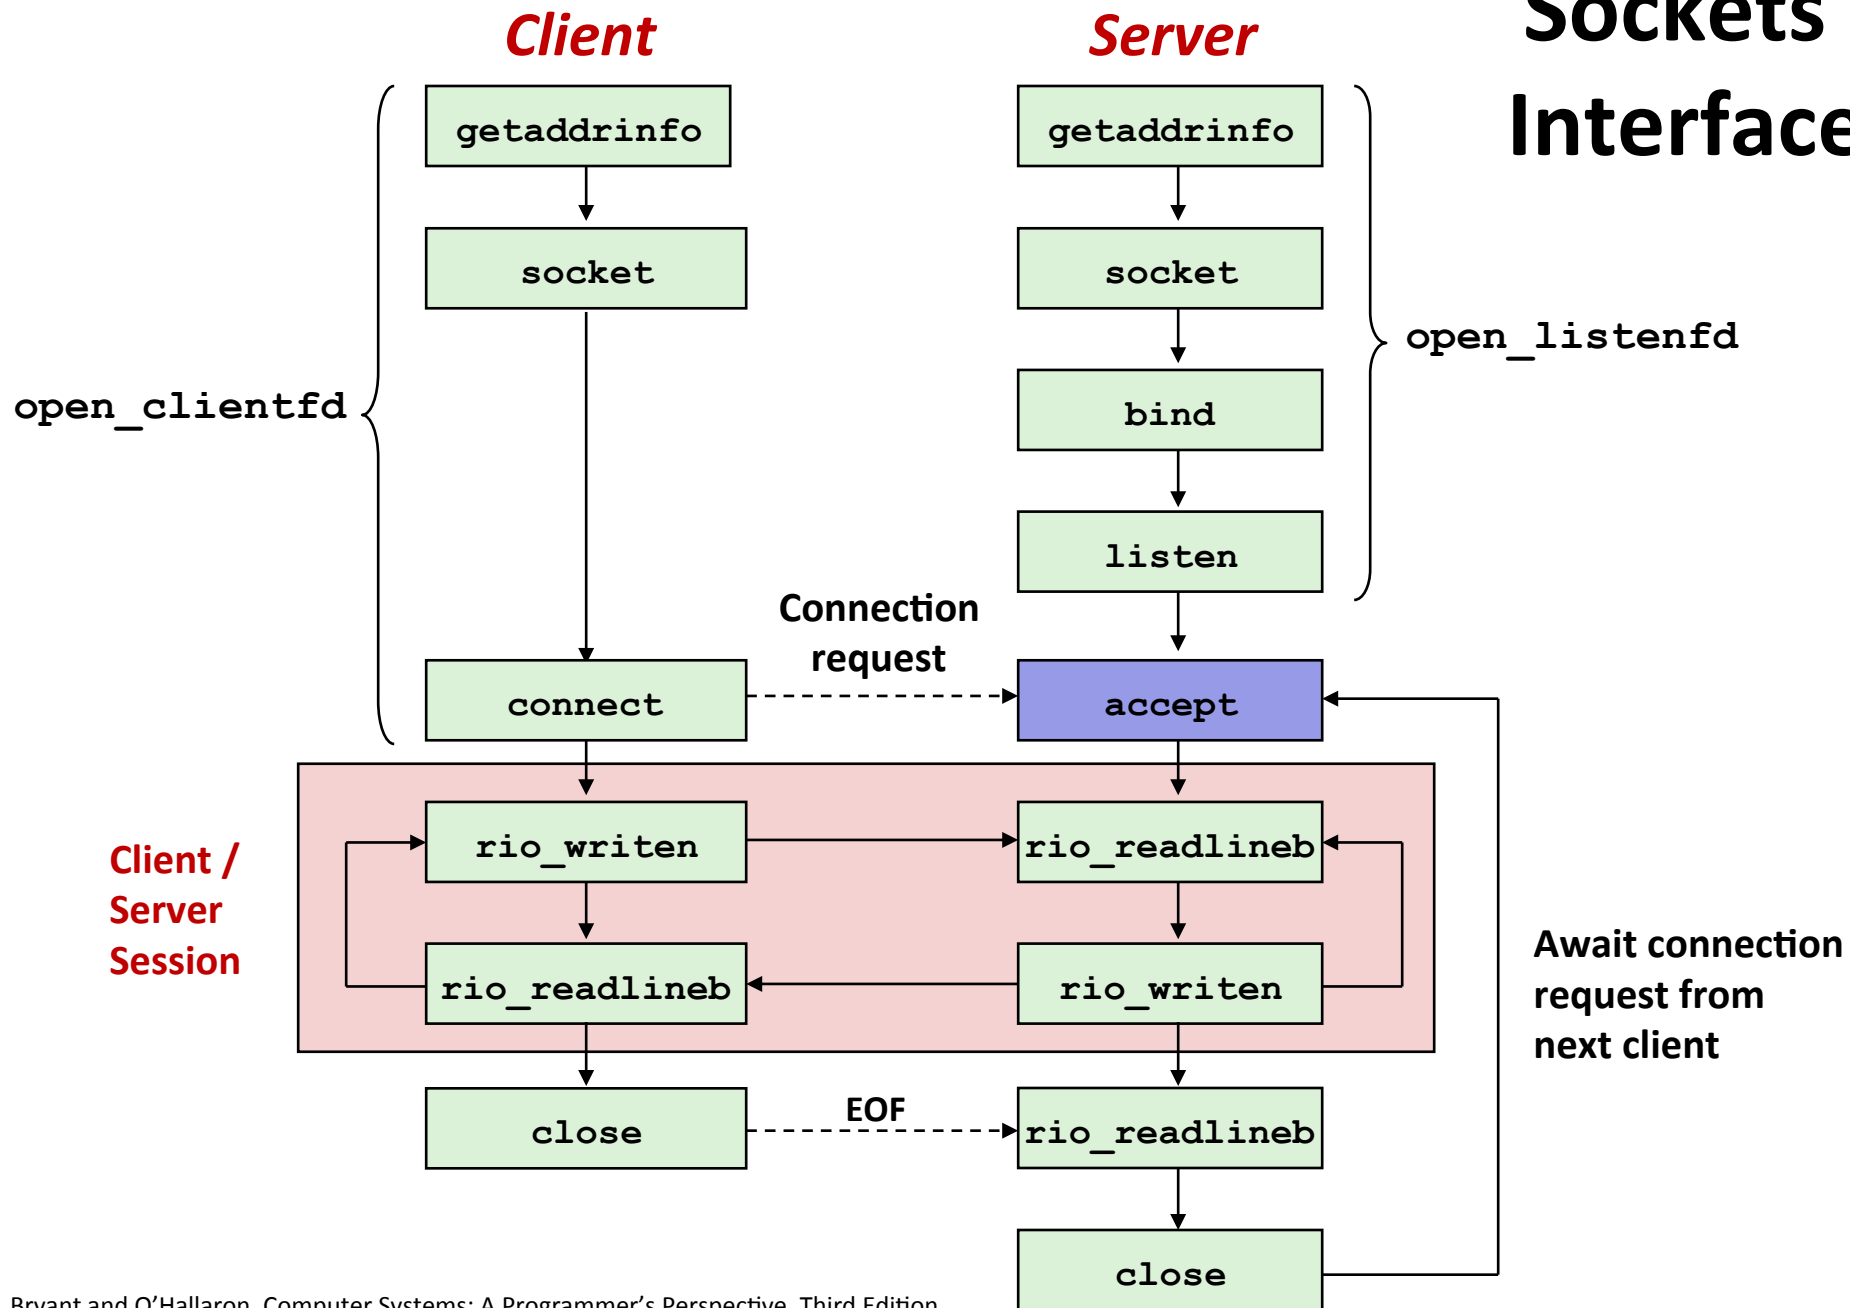 Sockets
Interface
Client
Server
getaddrinfo
getaddrinfo
socket
socket
open_listenfd
open_clientfd
bind
listen
Connection
request
connect
accept
Client /
Server
Session
rio_writen
rio_readlineb
rio_readlineb
rio_writen
Await connection
request from
next client
close
EOF
rio_readlineb
close
Bryant and O'Hallaron, Computer Systems: A Programmer's Perspective, Third Edition